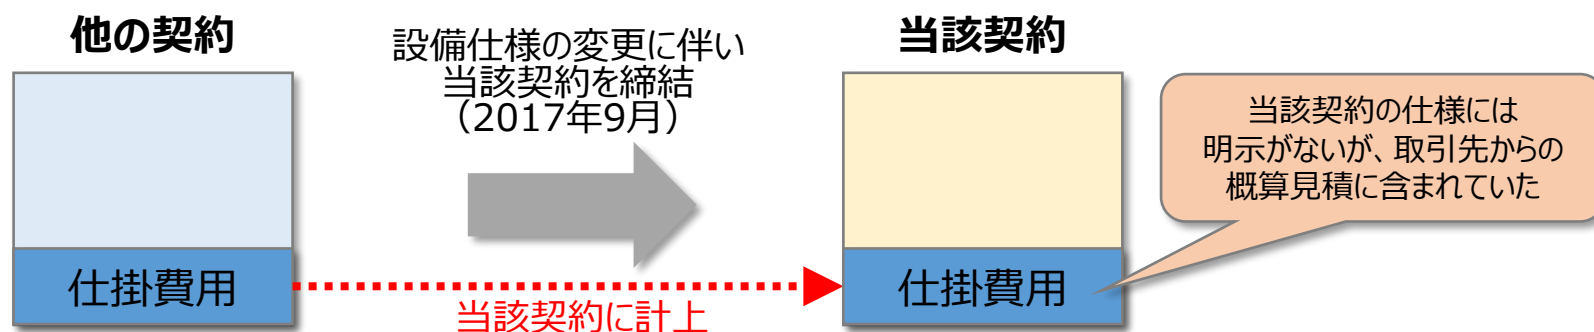 他の契約
設備仕様の変更に伴い
当該契約を締結
（2017年9月）
当該契約
当該契約の仕様には
明示がないが、取引先からの
概算見積に含まれていた
仕掛費用
当該契約に計上
仕掛費用